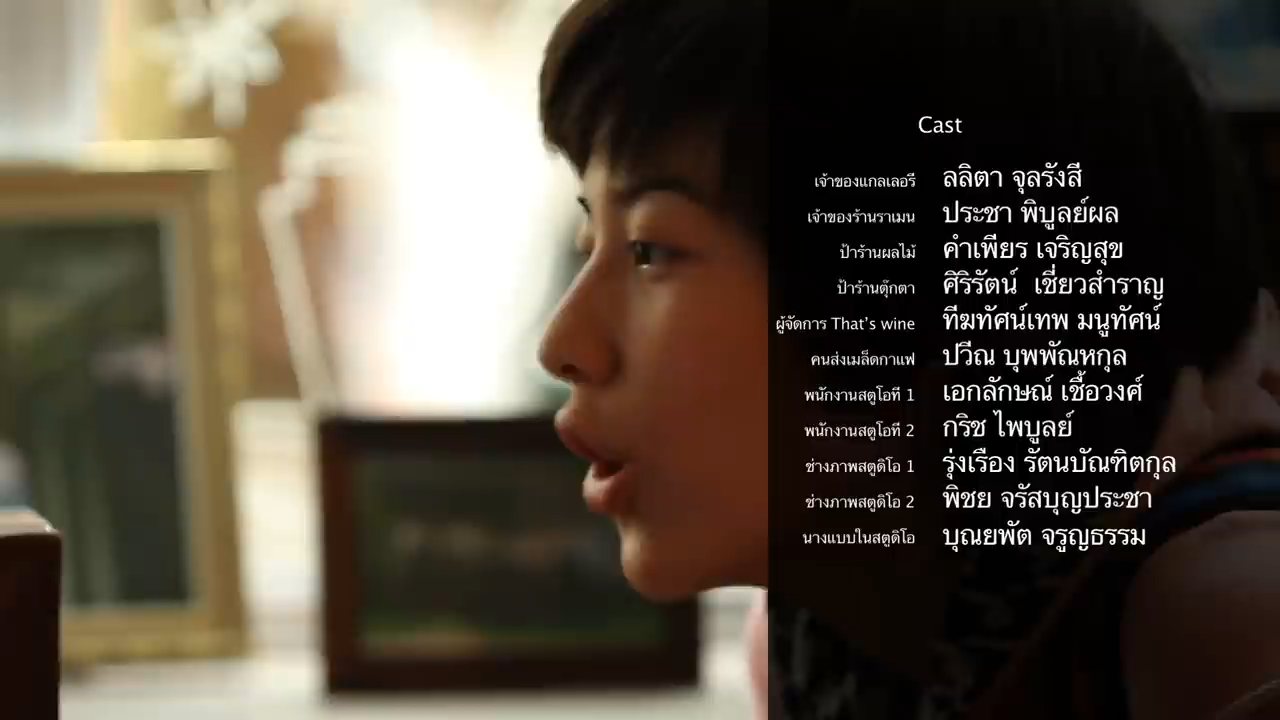 Cast
เจ้าของแกลเลอรี ลลิตา จุลรังสี
เจ้าของร้านราเมน ประชา พิบูลย์ผล
ป้าร้านผลไม้ คำเพียร เจริญสุข
ป้าร้านตุ๊กตา ศิริรัตน์ เชี่ยวสำราญ
ผู้จัดการ That's wine ทีฆทัศน์เทพ มนูทัศน์
คนส่งเมล็ดกาแฟ ปวีณ บุพพัณหกุล
พนักงานสตูโอที 1 เอกลักษณ์ เชื้อวงศ์
พนักงานสตูโอที 2 กริช ไพบูลย์
ช่างภาพสตูดิโอ 1 รุ่งเรือง รัตนบัณฑิตกุล
ช่างภาพสตูดิโอ 2 พิชย จรัสบุญประชา
นางแบบในสตูดิโอ บุณยพัต จรูญธรรม